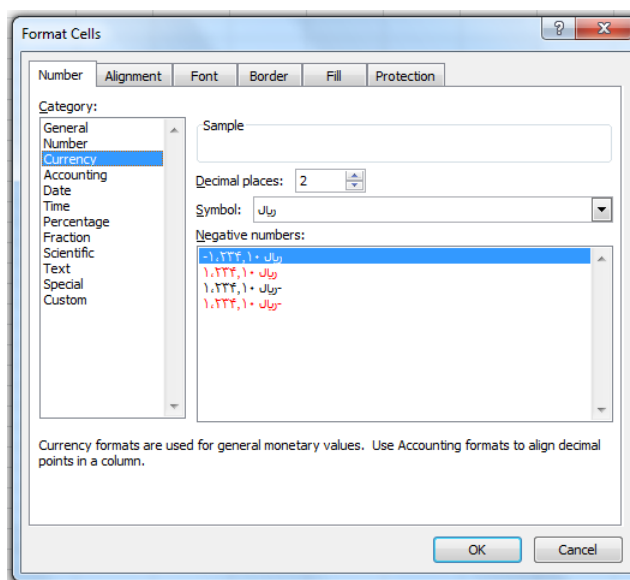 Format Cells
Number Alignment Font Border Fill Protection
Category:
General
Number
Currency
Accounting
Date
Time
Percentage
Fraction
Scientific
Text
Special
Custom
Sample
Decimal places: 2
Symbol: ریال
Negative numbers:
-۱،۲۳۴,۱۰ ریال
۱،۲۳۴,۱۰ ریال
۱،۲۳۴,۱۰ ریال-
۱،۲۳۴,۱۰ ریال-
Currency formats are used for general monetary values. Use Accounting formats to align decimal
points in a column.
OK Cancel